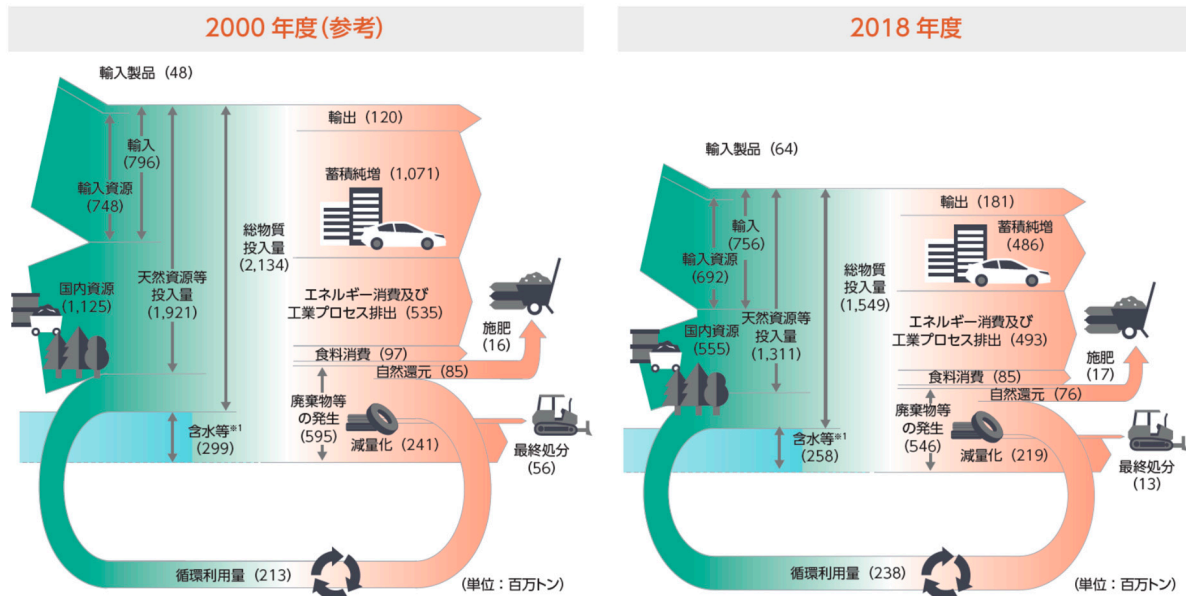 2000 年度(参考)
輸入製品（48）
輸入
(796)
輸入資源
(748)
国内資源
(1,125)
天然資源等
投入量
(1,921)
総物質
投入量
(2,134)
含水等※1
(299)
輸出（120）
蓄積純増（1,071）
エネルギー消費及び
工業プロセス排出（535）
食料消費（97）
自然還元（85）
施肥
(16)
廃棄物等
の発生
(595)
減量化（241）
最終処分
(56)
循環利用量（213）
(単位：百万トン)
2018 年度
輸入製品（64）
輸入
(756)
輸入資源
(692)
国内資源
(555)
天然資源等
投入量
(1,311)
総物質
投入量
(1,549)
含水等※1
(258)
輸出（181）
蓄積純増
(486)
エネルギー消費及び
工業プロセス排出（493）
食料消費（85）
自然還元（76）
施肥
(17)
廃棄物等
の発生
(546)
減量化（219）
最終処分
(13)
循環利用量（238）
(単位：百万トン)